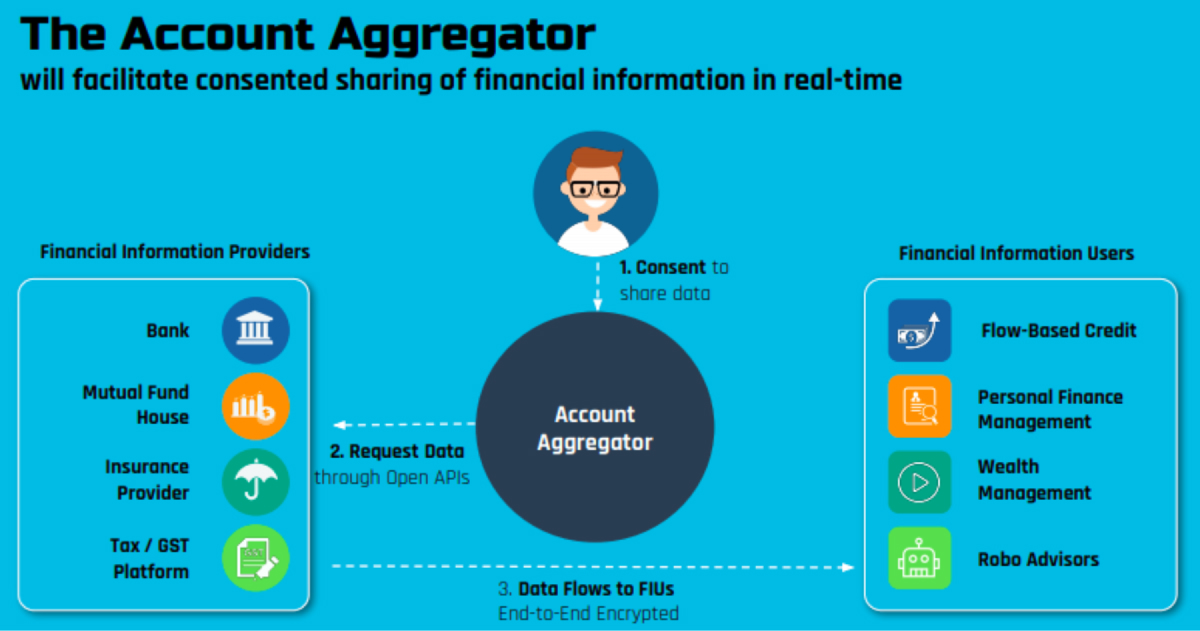 The Account Aggregator
will facilitate consented sharing of financial information in real-time
1. Consent to
share data
Financial Information Providers
Bank
Mutual Fund
House
Insurance
Provider
Tax / GST
Platform
Account
Aggregator
2. Request Data
through Open APIs
3. Data Flows to FIUs
End-to-End Encrypted
Financial Information Users
Flow-Based Credit
Personal Finance
Management
Wealth
Management
Robo Advisors